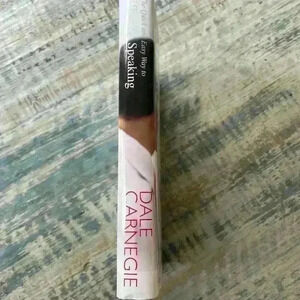 Easy Way to
Speaking
DALE
CARNEGIE